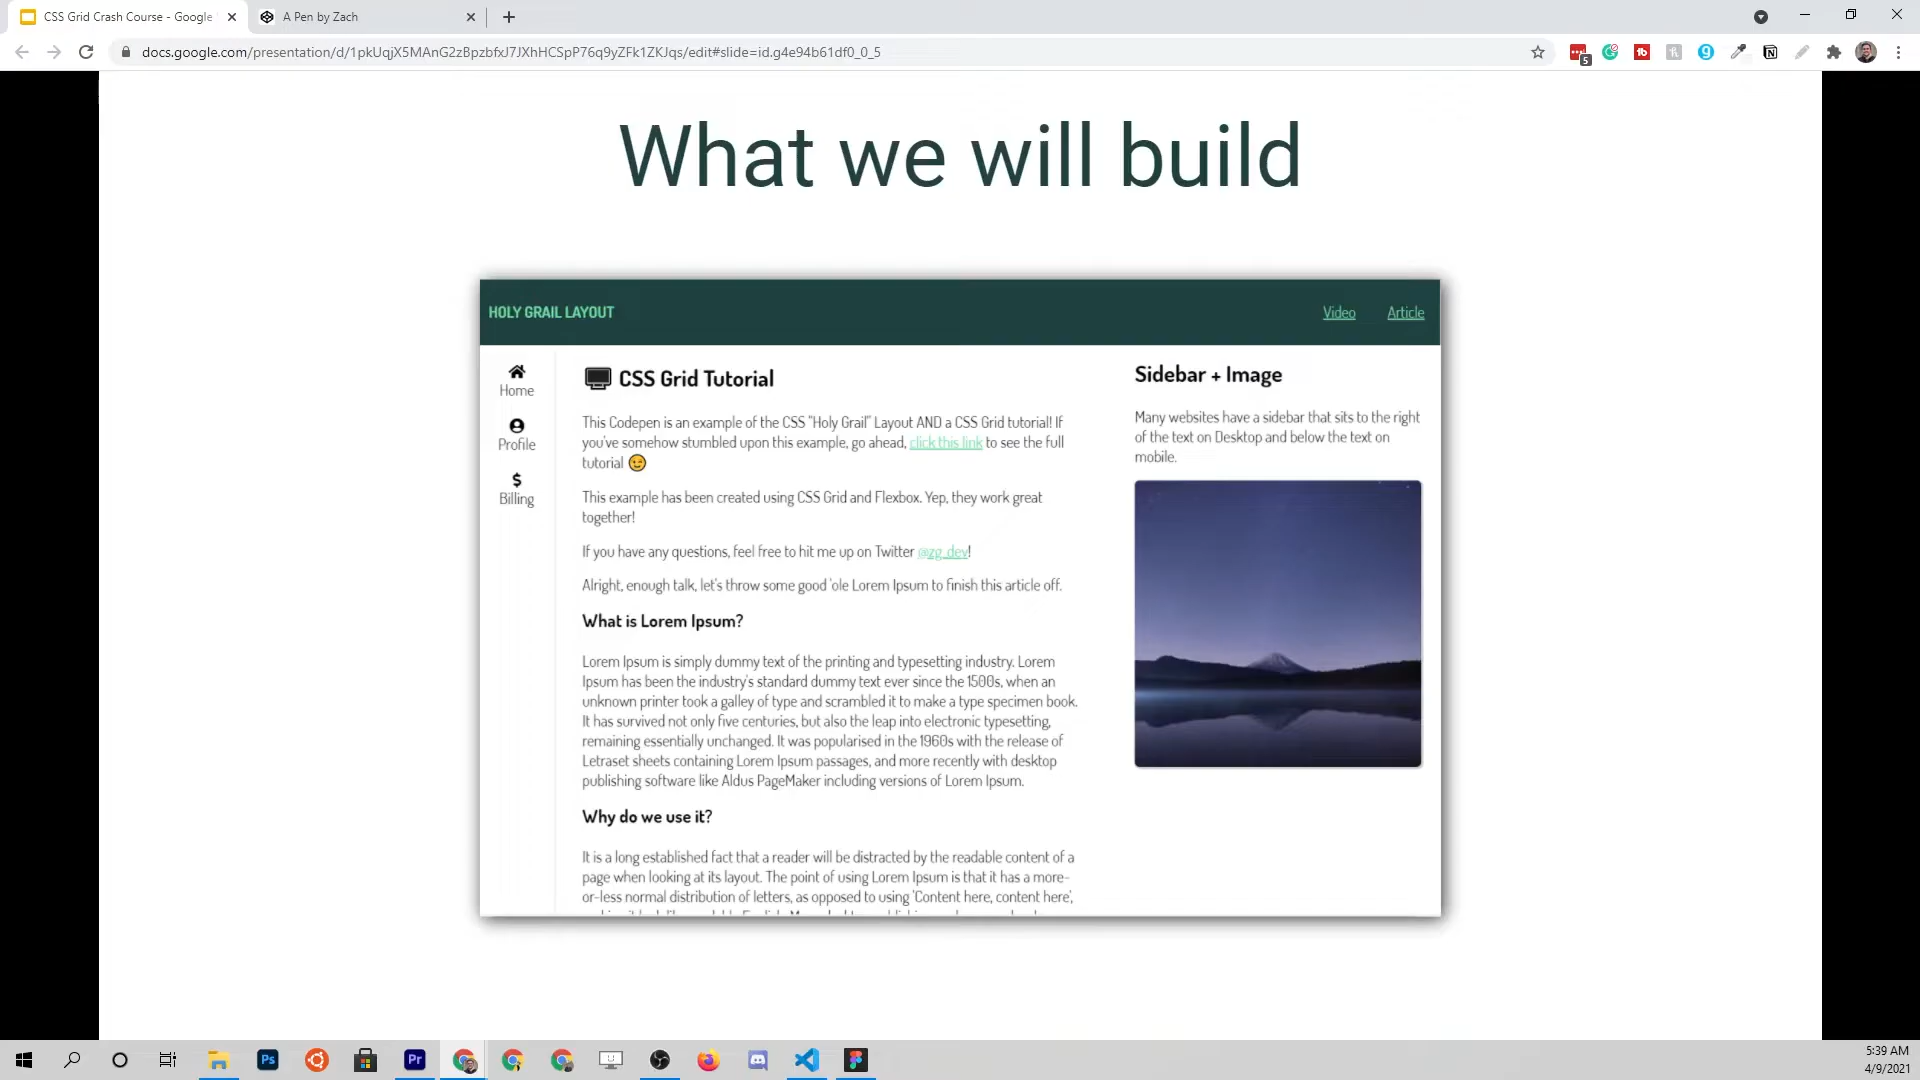 CSS Grid Crash Course - Google
A Pen by Zach
docs.google.com/presentation/d/1pkUqjX5MAnG2zBpzbfxJ7JXhHCSpP76q9yZFk1ZKJqs/edit#slide=id.g4e94b61df0_0_5
5
What we will build
HOLY GRAIL LAYOUT
Video
Article
Home
Profile
Billing
CSS Grid Tutorial
This Codepen is an example of the CSS "Holy Grail" Layout AND a CSS Grid tutorial! If
you've somehow stumbled upon this example, go ahead, click this link to see the full
tutorial 😉
This example has been created using CSS Grid and Flexbox. Yep, they work great
together!
If you have any questions, feel free to hit me up on Twitter @zg_dev!
Alright, enough talk, let's throw some good 'ole Lorem Ipsum to finish this article off.
What is Lorem Ipsum?
Lorem Ipsum is simply dummy text of the printing and typesetting industry. Lorem
Ipsum has been the industry's standard dummy text ever since the 1500s, when an
unknown printer took a galley of type and scrambled it to make a type specimen book.
It has survived not only five centuries, but also the leap into electronic typesetting,
remaining essentially unchanged. It was popularised in the 1960s with the release of
Letraset sheets containing Lorem Ipsum passages, and more recently with desktop
publishing software like Aldus PageMaker including versions of Lorem Ipsum.
Why do we use it?
It is a long established fact that a reader will be distracted by the readable content of a
page when looking at its layout. The point of using Lorem Ipsum is that it has a more-
or-less normal distribution of letters, as opposed to using 'Content here, content here',
Sidebar + Image
Many websites have a sidebar that sits to the right
of the text on Desktop and below the text on
mobile.
Ps
Pr
5:39 AM
4/9/2021